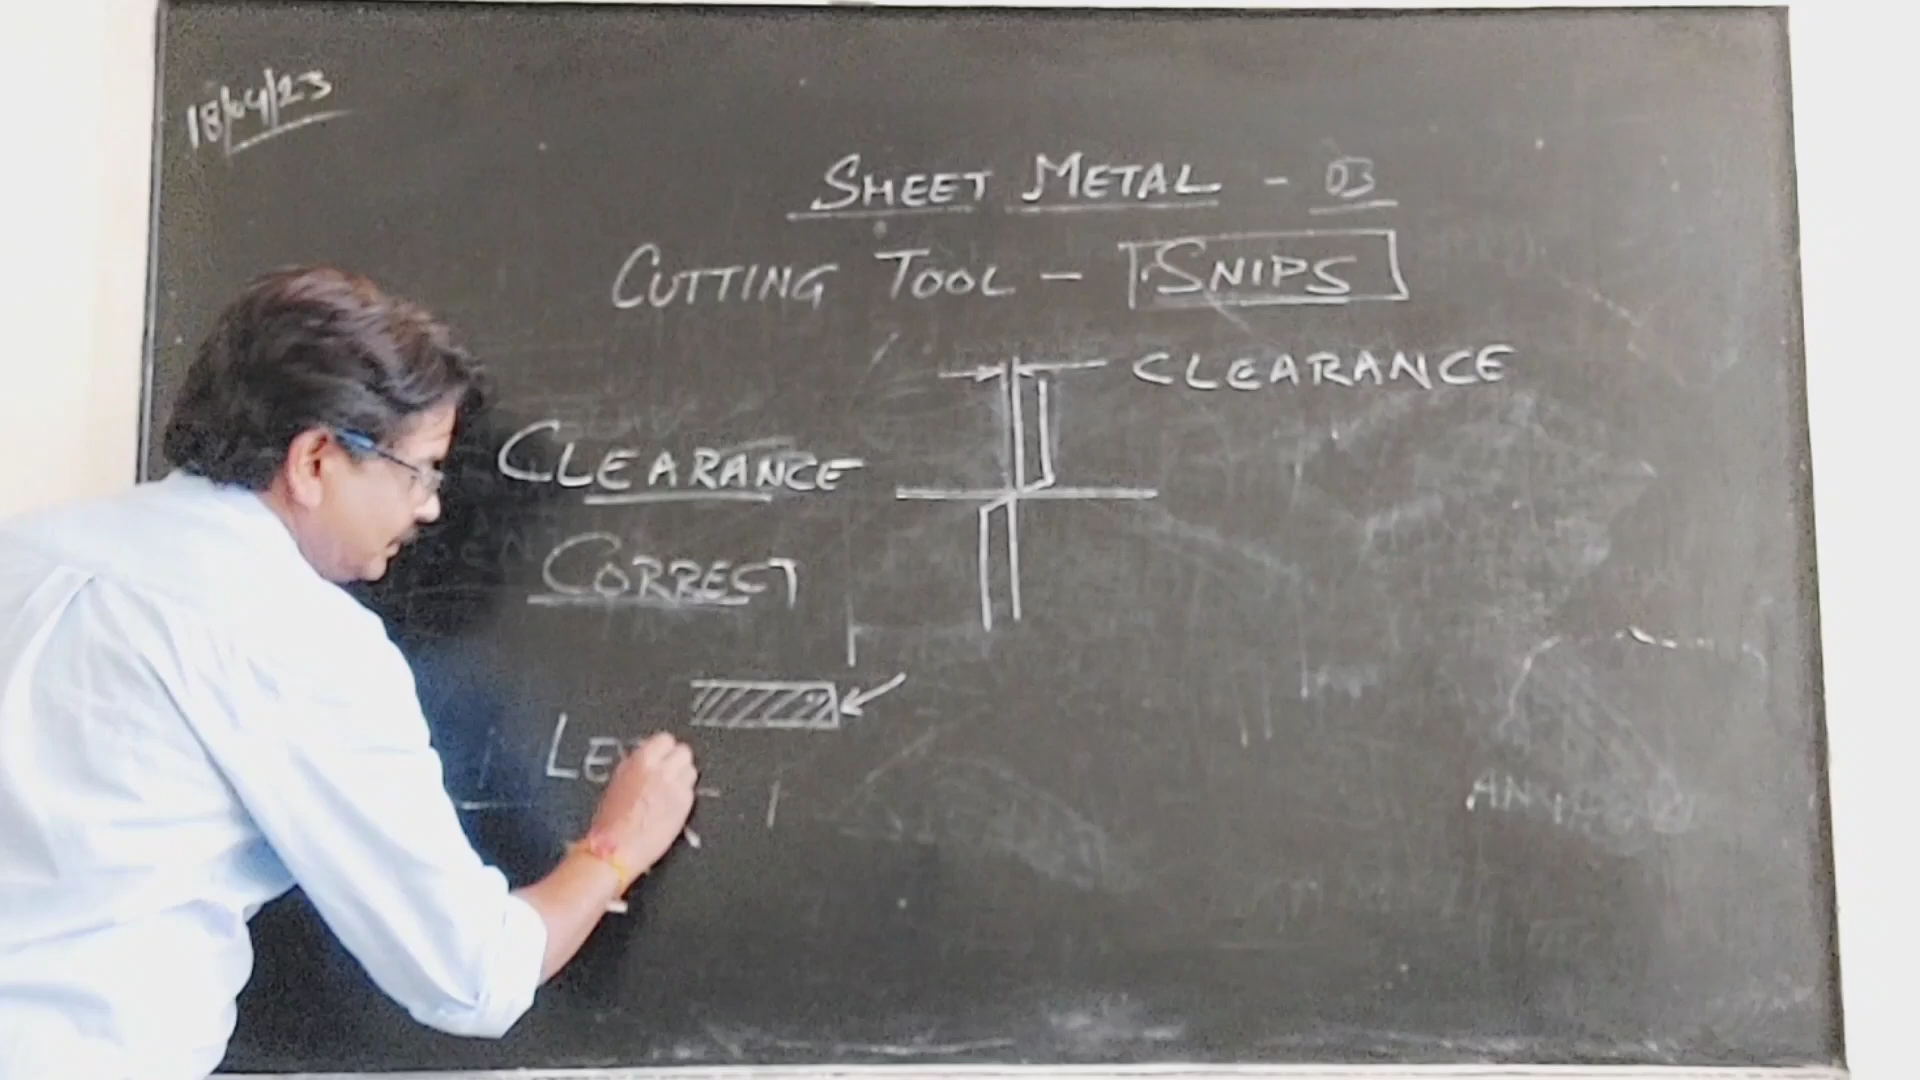 18/04/23
SHEET METAL - 03
CUTTING TOOL - SNIPS
CLEARANCE
CLEARANCE
CORRECT